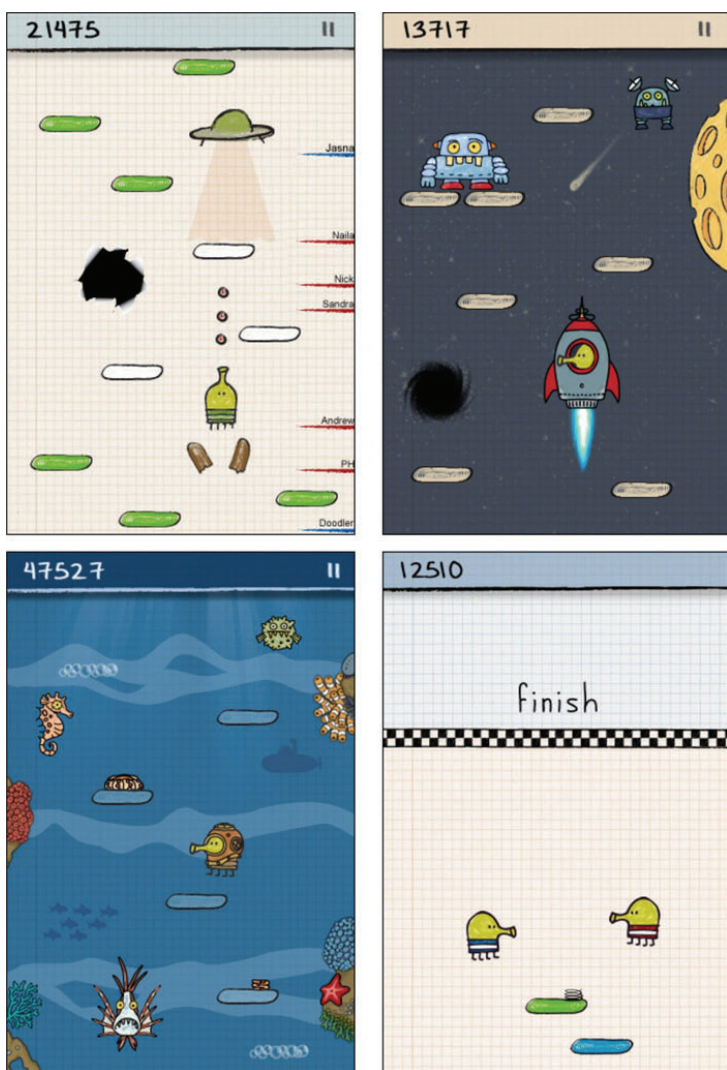 21475
Jasna
Naila
Nick
Sandra
Andrew
PH
Doodler
13717
47527
12510
finish